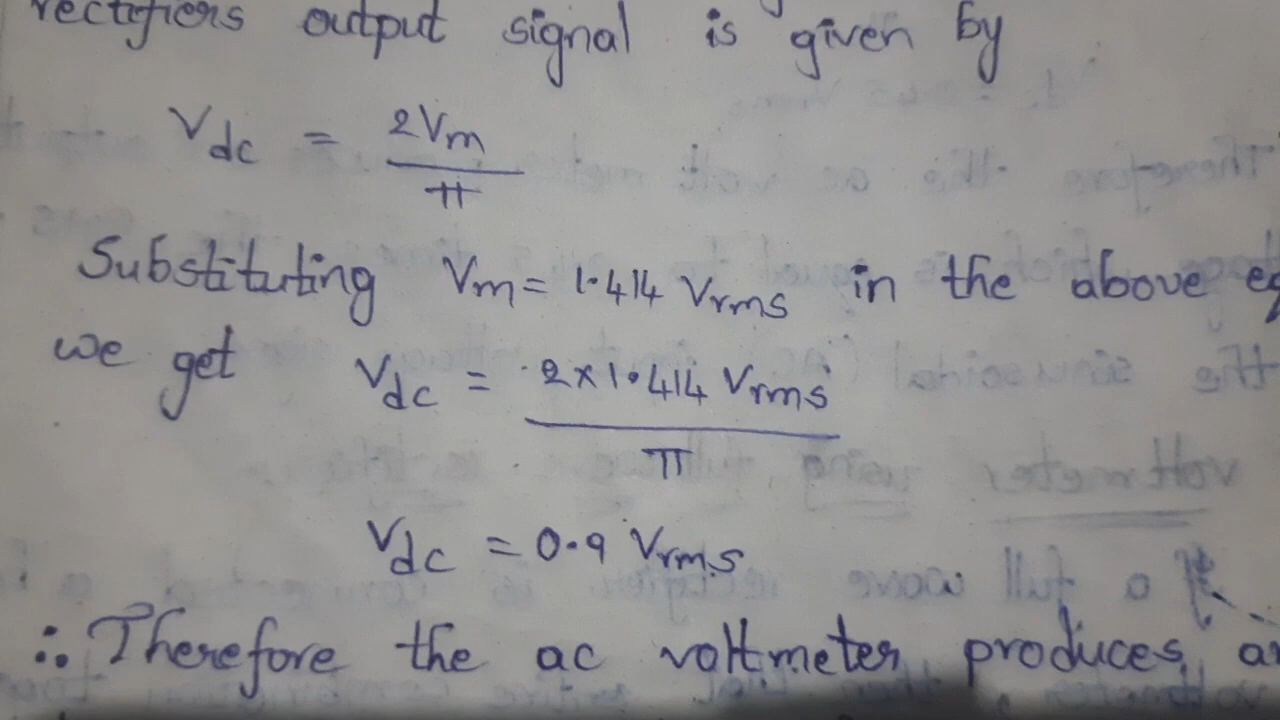 rectifiers output signal is given by
Vdc = 2Vm
π
Substituting Vm = 1.414 Vrms in the above
we get Vdc = 2×1.414 Vrms
π
Vdc = 0.9 Vrms
∴ Therefore the ac voltmeter produces